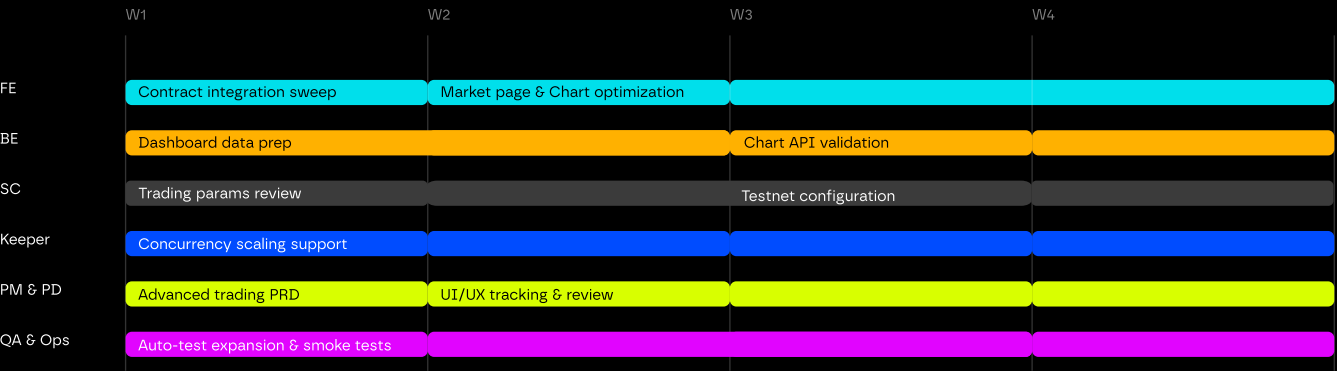 W1 W2 W3 W4
FE Contract integration sweep Market page & Chart optimization
BE Dashboard data prep Chart API validation
SC Trading params review Testnet configuration
Keeper Concurrency scaling support
PM & PD Advanced trading PRD UI/UX tracking & review
QA & Ops Auto-test expansion & smoke tests